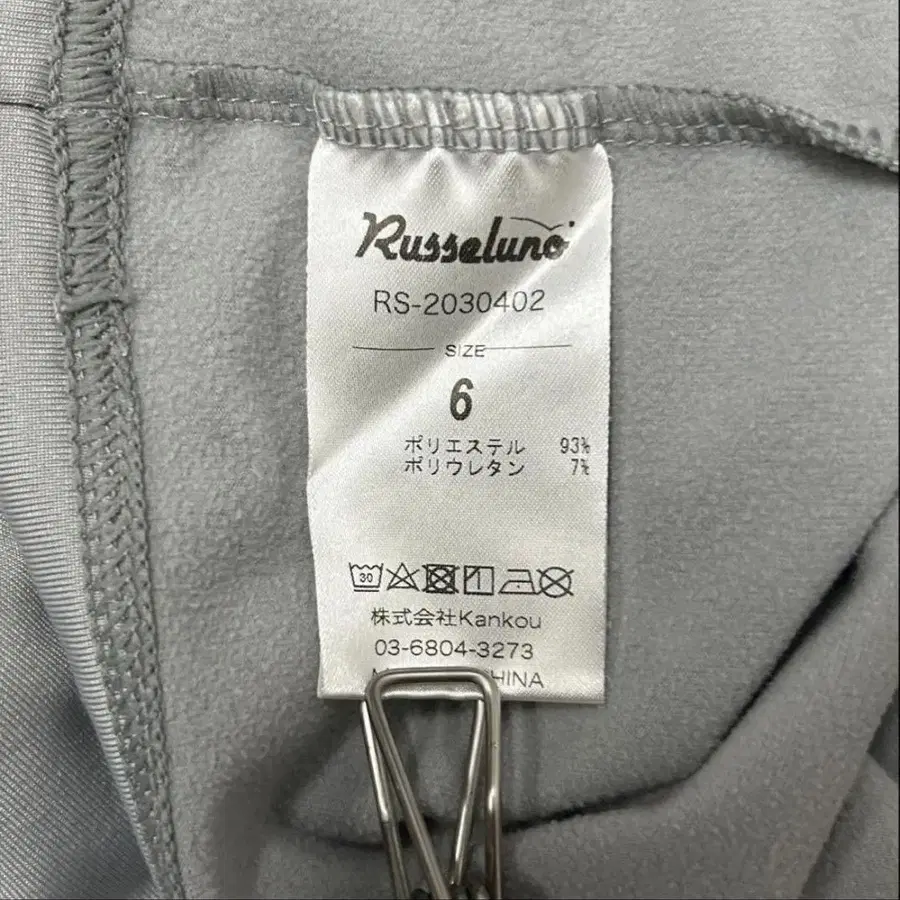 Russeluno
RS-2030402
SIZE
6
ポリエステル 93%
ポリウレタン 7%
30
株式会社Kankou
03-6804-3273